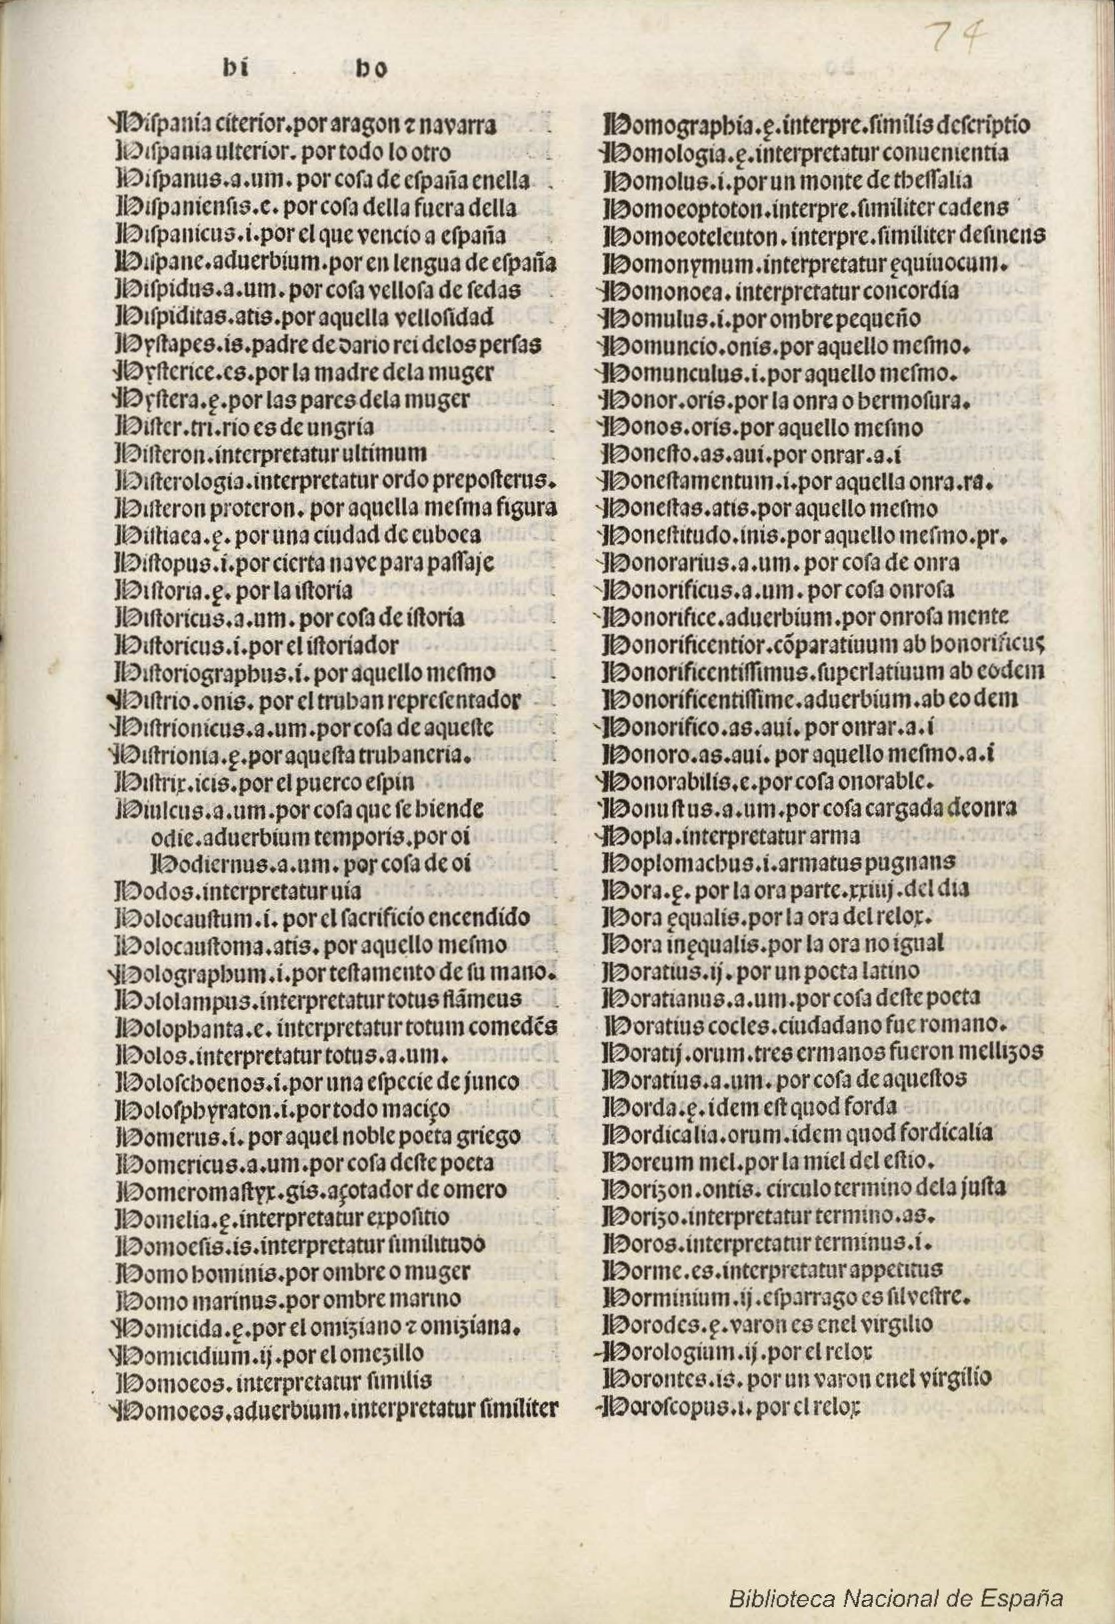 74
hi ho
Hispania citerior.por aragon ⁊ navarra
Hispania ulterior. por todo lo otro
Hispanus.a.um. por cosa de españa enella
Hispaniensis.e. por cosa della fuera della
Hispanicus.i.por el que vencio a españa
Hispane.aduerbium.por en lengua de españa
Hispidus.a.um. por cosa vellosa de sedas
Hispiditas.atis.por aquella vellosidad
Hystapes.is.padre de dario rei delos persas
Hysterice.es.por la madre dela muger
Hystera.ę.por las pares dela muger
Hister.tri.rio es de ungria
Histeron.interpretatur ultimum
Histerologia.interpretatur ordo preposterus.
Histeron proteron. por aquella mesma figura
Histiaea.ę. por una ciudad de euboea
Histopus.i.por cierta nave para passaje
Historia.ę. por la istoria
Historicus.a.um. por cosa de istoria
Historicus.i.por el istoriador
Historiographus.i. por aquello mesmo
Histrio.onis. por el truhan representador
Histrionicus.a.um.por cosa de aqueste
Histrionia.ę.por aquesta truhaneria.
Histrix.icis.por el puerco espin
Hiulcus.a.um.por cosa que se hiende
odie.aduerbium temporis.por oi
Hodiernus.a.um. por cosa de oi
Hodos.interpretatur uia
Holocaustum.i. por el sacrificio encendido
Holocaustoma.atis. por aquello mesmo
Holographum.i.por testamento de su mano.
Hololampus.interpretatur totus flāmeus
Holophanta.e. interpretatur totum comedēs
Holos.interpretatur totus.a.um.
Holoschoenos.i.por una especie de junco
Holosphyraton.i.por todo maciço
Homerus.i. por aquel noble poeta griego
Homericus.a.um.por cosa deste poeta
Homeromastyx.gis.açotador de omero
Homelia.ę.interpretatur expositio
Homoesis.is.interpretatur similitudo
Homo hominis.por ombre o muger
Homo marinus.por ombre marino
Homicida.ę.por el omiziano ⁊ omiziana.
Homicidium.ij.por el omezillo
Homoeos. interpretatur similis
Homoeos.aduerbium.interpretatur similiter
Homographia.ę.interpre.similis descriptio
Homologia.ę.interpretatur conuenientia
Homolus.i.por un monte de thessalia
Homoeoptoton.interpre.similiter cadens
Homoeoteleuton. interpre.similiter desinens
Homonymum.interpretatur ęquiuocum.
Homonoea. interpretatur concordia
Homulus.i.por ombre pequeño
Homuncio.onis.por aquello mesmo.
Homunculus.i.por aquello mesmo.
Honor.oris.por la onra o hermosura.
Honos.oris.por aquello mesmo
Honesto.as.aui.por onrar.a.i
Honestamentum.i.por aquella onra.ra.
Honestas.atis.por aquello mesmo
Honestitudo.inis.por aquello mesmo.pr.
Honorarius.a.um. por cosa de onra
Honorificus.a.um. por cosa onrosa
Honorifice.aduerbium.por onrosa mente
Honorificentior.cōparatiuum ab honorificus
Honorificentissimus.superlatiuum ab eodem
Honorificentissime.aduerbium.ab eo dem
Honorifico.as.aui. por onrar.a.i
Honoro.as.aui. por aquello mesmo.a.i
Honorabilis.e.por cosa onorable.
Honustus.a.um.por cosa cargada deonra
Hopla.interpretatur arma
Hoplomachus.i.armatus pugnans
Hora.ę. por la ora parte.xxiiij.del dia
Hora ęqualis.por la ora del relox.
Hora inęqualis.por la ora no igual
Horatius.ij. por un poeta latino
Horatianus.a.um.por cosa deste poeta
Horatius cocles.ciudadano fue romano.
Horatij.orum.tres ermanos fueron mellizos
Horatius.a.um. por cosa de aquestos
Horda.ę.idem est quod forda
Hordicalia.orum.idem quod fordicalia
Horeum mel.por la miel del estio.
Horizon.ontis. circulo termino dela justa
Horizo.interpretatur termino.as.
Horos.interpretatur terminus.i.
Horme.es.interpretatur appetitus
Horminium.ij.esparrago es silvestre.
Horodes.ę.varon es enel virgilio
Horologium.ij.por el relox
Horontes.is. por un varon enel virgilio
Horoscopus.i. por el relox
Biblioteca Nacional de España